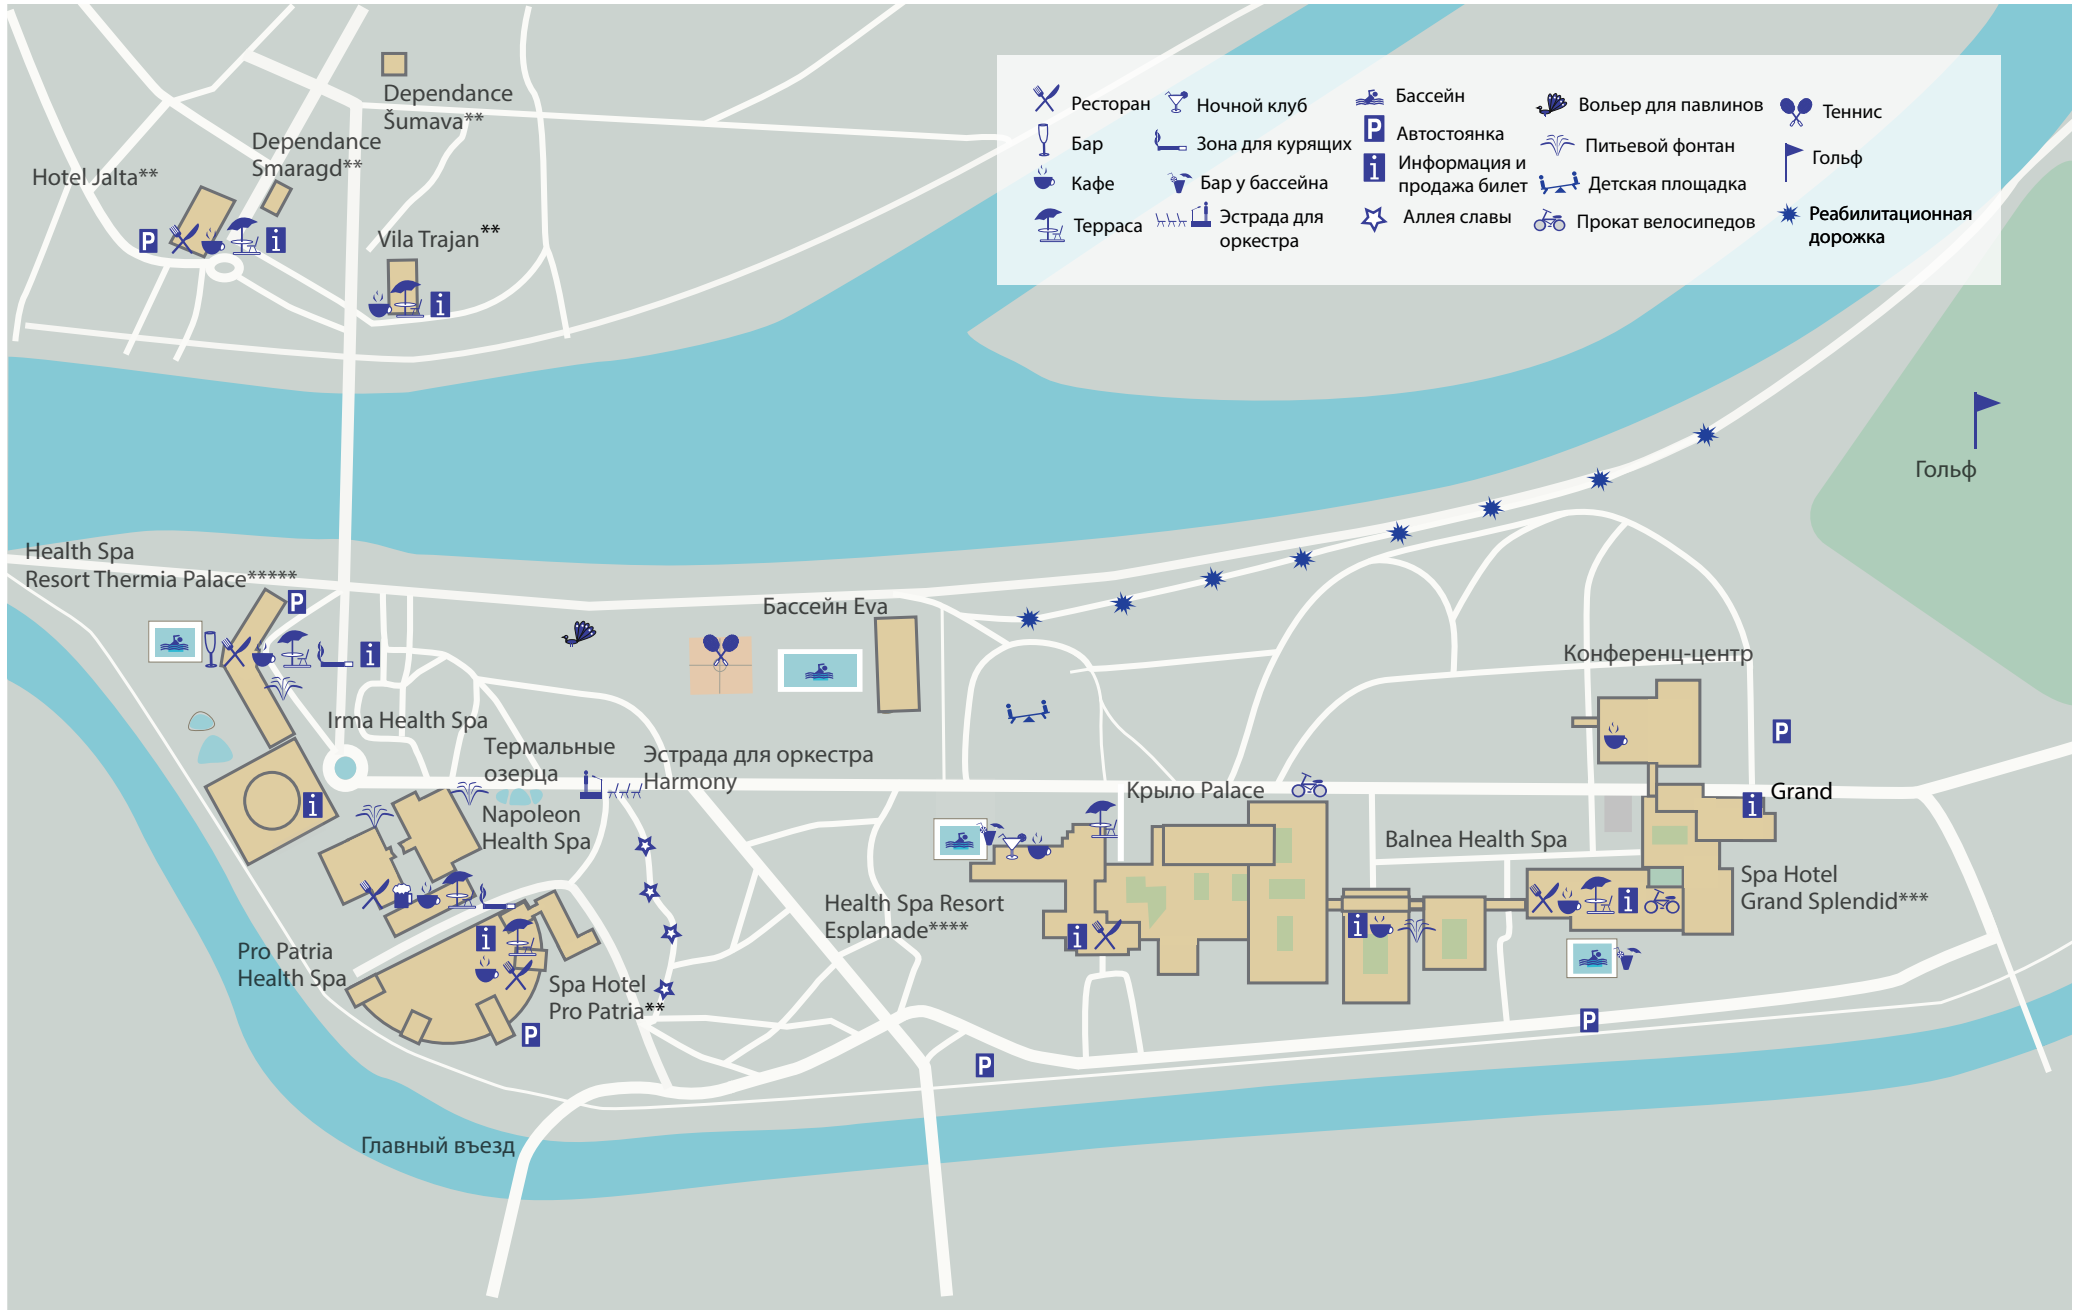 Dependance
Šumava**
Dependance
Smaragd**
Hotel Jalta**
Vila Trajan**
Ресторан
Бар
Кафе
Терраса
Ночной клуб
Зона для курящих
Бар у бассейна
Эстрада для
оркестра
Бассейн
P Автостоянка
i Информация и
продажа билет
Аллея славы
Вольер для павлинов
Питьевой фонтан
Детская площадка
Прокат велосипедов
Теннис
Гольф
Реабилитационная
дорожка
P
i
i
Гольф
Health Spa
Resort Thermia Palace*****
P
i
Бассейн Eva
Конференц-центр
P
Irma Health Spa
Термальные
озерца
Эстрада для оркестра
Harmony
i
Napoleon
Health Spa
Крыло Palace
Grand
i
Balnea Health Spa
Health Spa Resort
Esplanade****
Spa Hotel
Grand Splendid***
i
i
i
i
Pro Patria
Health Spa
Spa Hotel
Pro Patria**
P
P
P
Главный въезд